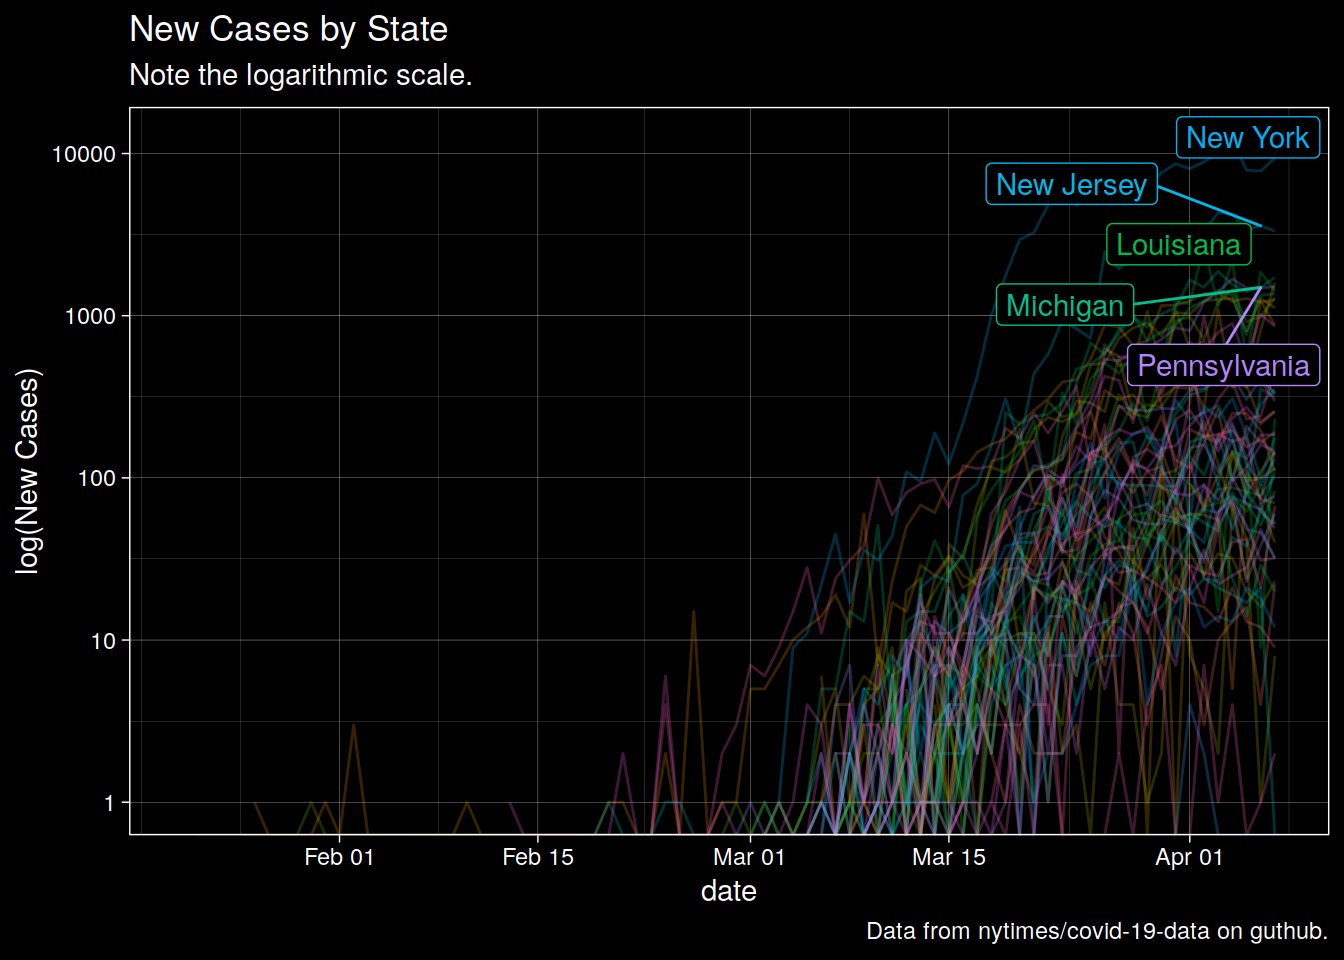 New Cases by State
Note the logarithmic scale.
log(New Cases)
10000
1000
100
10
1
New York
New Jersey
Louisiana
Michigan
Pennsylvania
Feb 01
Feb 15
Mar 01
Mar 15
Apr 01
date
Data from nytimes/covid-19-data on guthub.